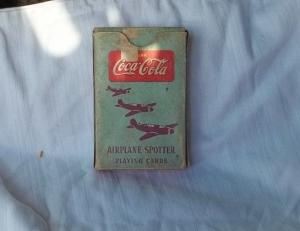 Coca-Cola
AIRPLANE SPOTTER
PLAYING CARDS